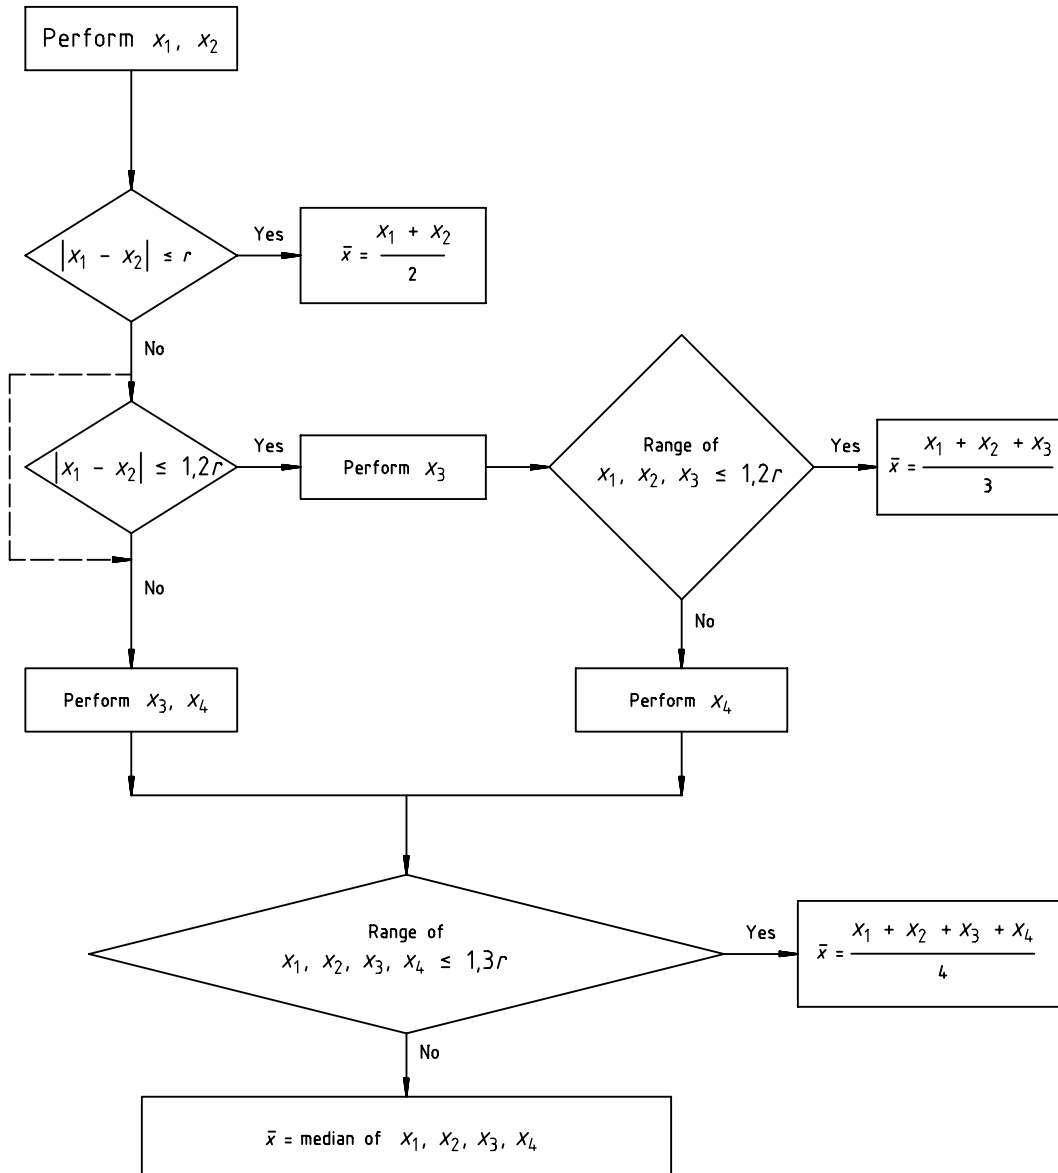 Perform x₁, x₂
|x₁ - x₂| ≤ r
Yes
x̄ = (x₁ + x₂)/2
No
|x₁ - x₂| ≤ 1,2r
Yes
Perform x₃
Range of
x₁, x₂, x₃ ≤ 1,2r
Yes
x̄ = (x₁ + x₂ + x₃)/3
No
No
Perform x₃, x₄
Perform x₄
Range of
x₁, x₂, x₃, x₄ ≤ 1,3r
Yes
x̄ = (x₁ + x₂ + x₃ + x₄)/4
No
x̄ = median of x₁, x₂, x₃, x₄